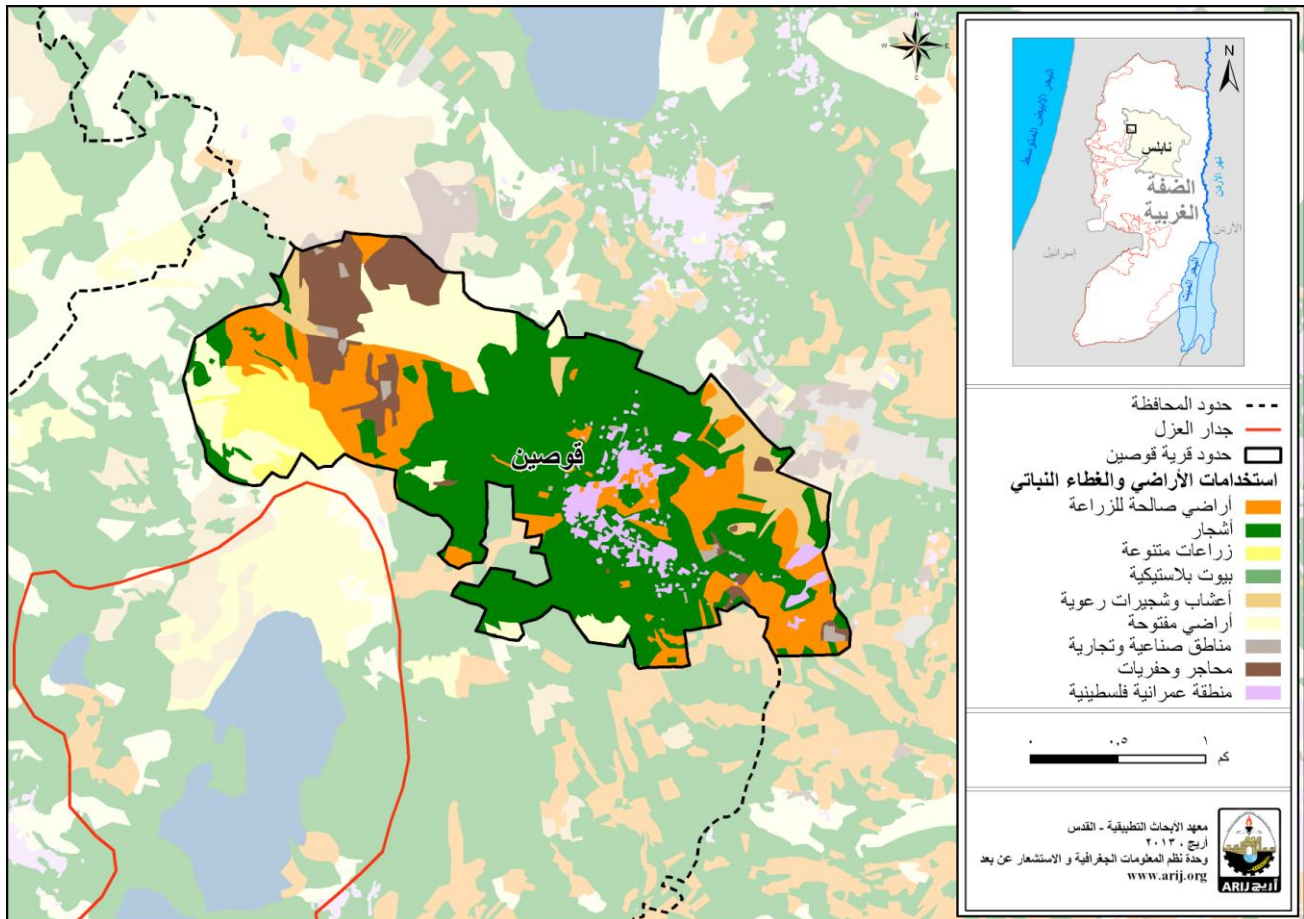 قوصين
W
E
S
N
البحر الابيض المتوسط
نابلس
الضفة
الغربية
نهر الاردن
الأردن
إسرائيل
البحر الميت
حدود المحافظة
جدار العزل
حدود قرية قوصين
استخدامات الأراضي والغطاء النباتي
أراضي صالحة للزراعة
أشجار
زراعات متنوعة
بيوت بلاستيكية
أعشاب وشجيرات رعوية
أراضي مفتوحة
مناطق صناعية وتجارية
محاجر وحفريات
منطقة عمرانية فلسطينية
٠ ٠,٥ ١
كم
معهد الأبحاث التطبيقية - القدس
أريج ، ٢٠١٣
وحدة نظم المعلومات الجغرافية و الاستشعار عن بعد
www.arij.org
ARIJ أريج